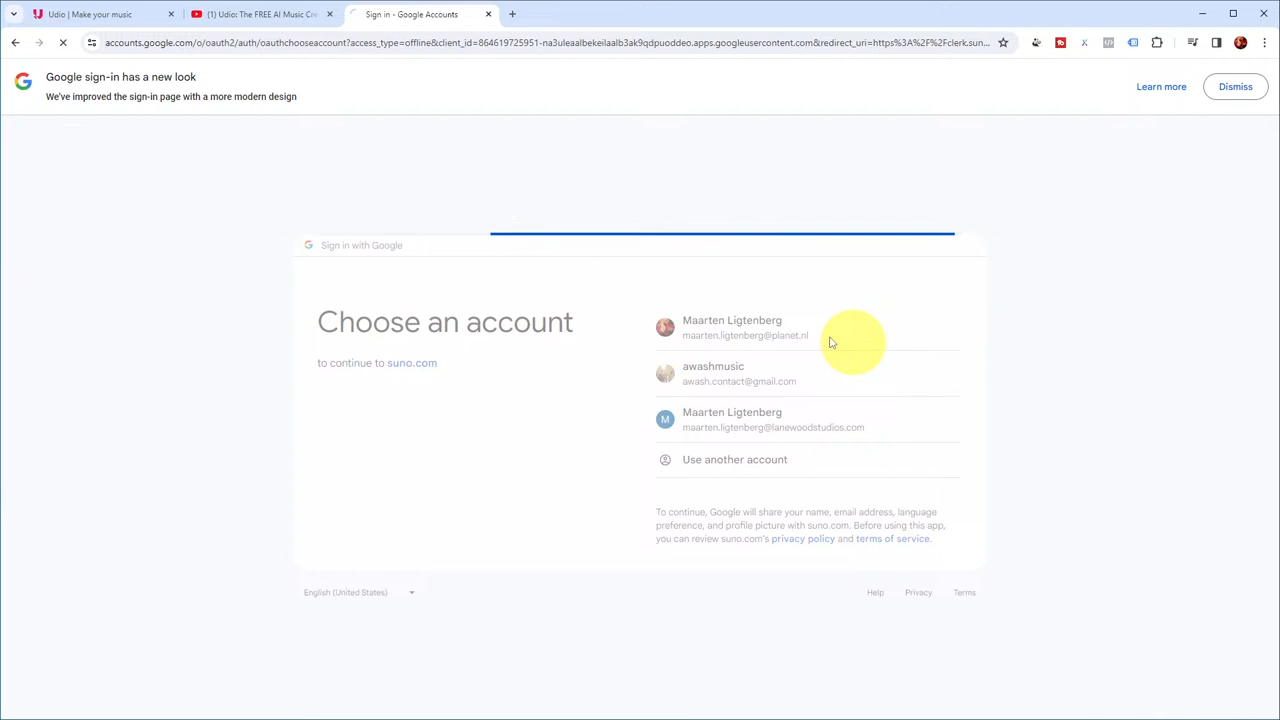 Udio | Make your music
(1) Udio: The FREE AI Music Cre
Sign in - Google Accounts
accounts.google.com/o/oauth2/auth/oauthchooseaccount?access_type=offline&client_id=864619725951-na3uleaalbekeilaalb3ak9qdpuoddeo.apps.googleusercontent.com&redirect_uri=https%3A%2F%2Fclerk.sun...
Google sign-in has a new look
We've improved the sign-in page with a more modern design
Learn more
Dismiss
Sign in with Google
Choose an account
to continue to suno.com
Maarten Ligtenberg
maarten.ligtenberg@planet.nl
awashmusic
awash.contact@gmail.com
M
Maarten Ligtenberg
maarten.ligtenberg@lanewoodstudios.com
Use another account
To continue, Google will share your name, email address, language
preference, and profile picture with suno.com. Before using this app,
you can review suno.com's privacy policy and terms of service.
English (United States)
Help
Privacy
Terms